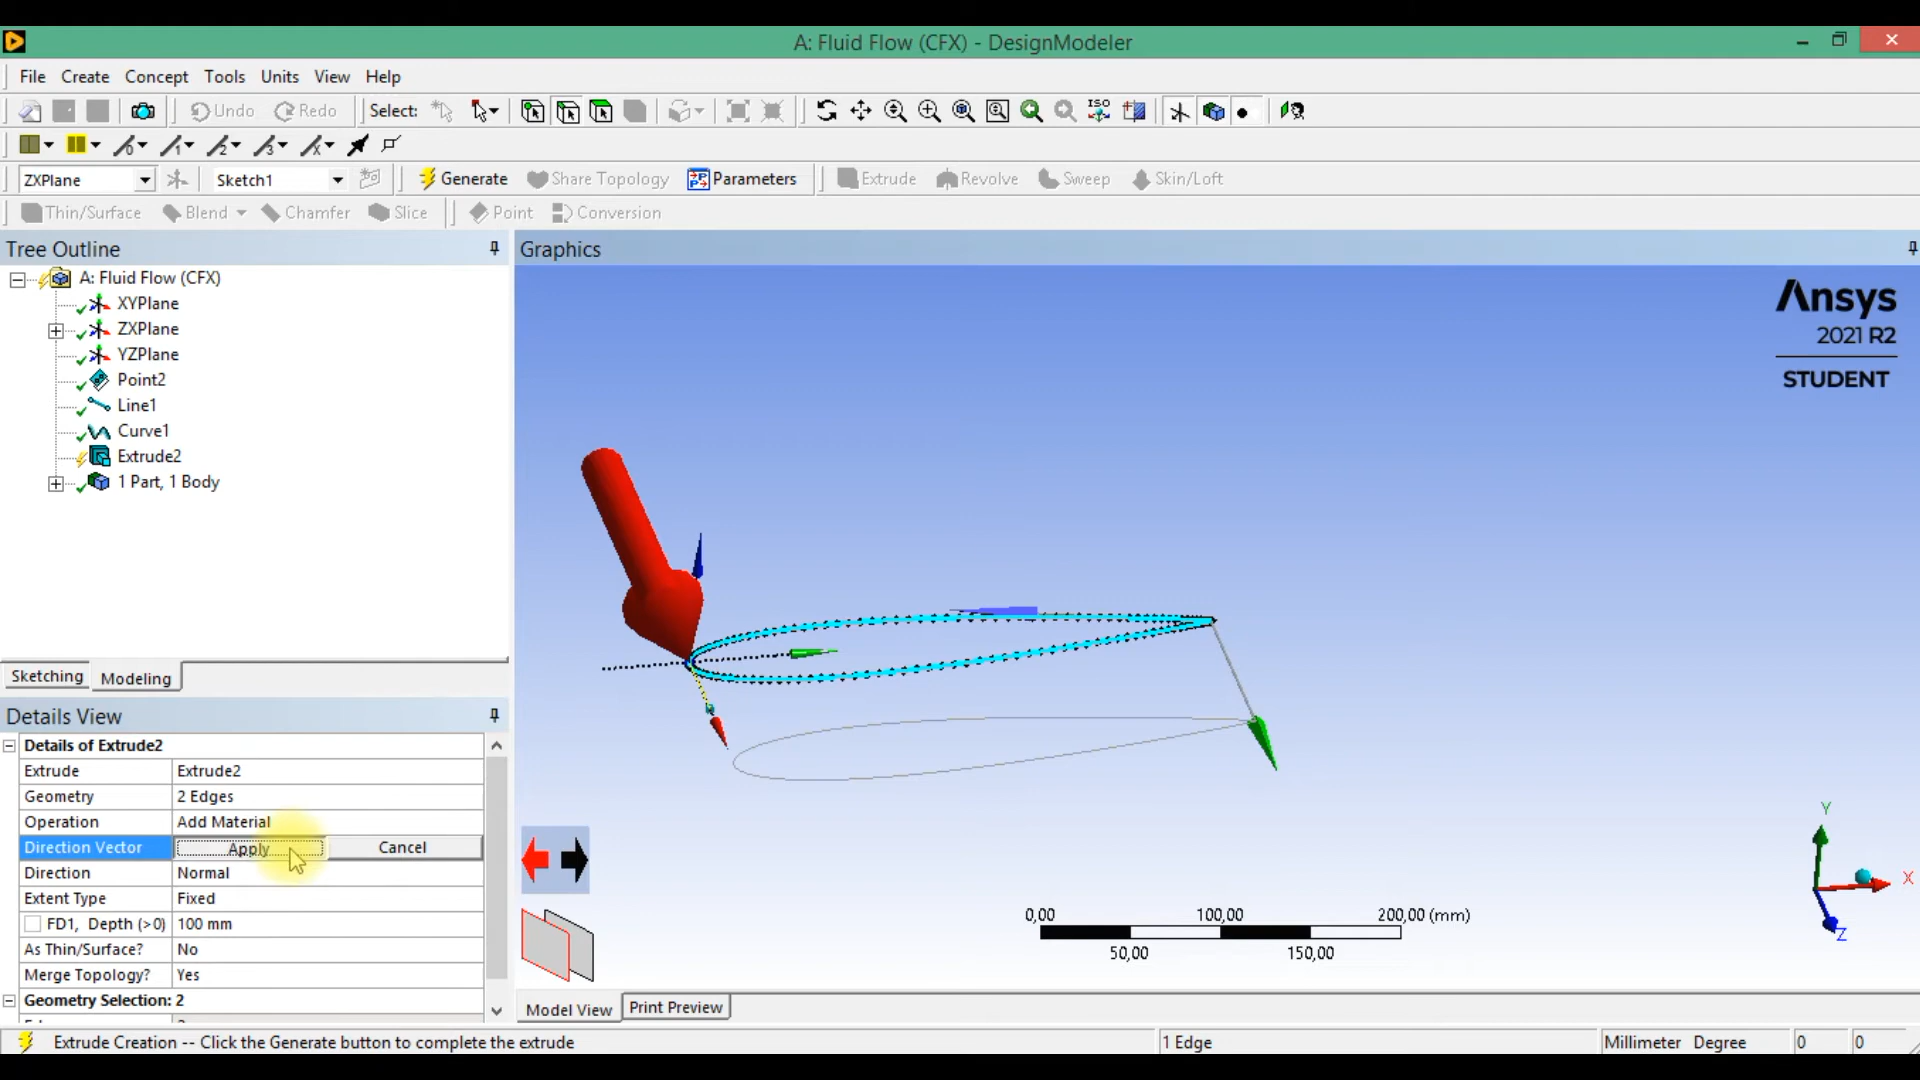 A: Fluid Flow (CFX) - DesignModeler
File Create Concept Tools Units View Help
Undo Redo Select: ISO
0 1 2 3 x
ZXPlane Sketch1 Generate Share Topology Parameters Extrude Revolve Sweep Skin/Loft
Thin/Surface Blend Chamfer Slice Point Conversion
Tree Outline
A: Fluid Flow (CFX)
XYPlane
ZXPlane
YZPlane
Point2
Line1
Curve1
Extrude2
1 Part, 1 Body
Sketching Modeling
Details View
Details of Extrude2
Extrude Extrude2
Geometry 2 Edges
Operation Add Material
Direction Vector Apply Cancel
Direction Normal
Extent Type Fixed
FD1, Depth (>0) 100 mm
As Thin/Surface? No
Merge Topology? Yes
Geometry Selection: 2
Graphics
Ansys
2021 R2
STUDENT
0,00 100,00 200,00 (mm)
50,00 150,00
Y
X
Z
Model View Print Preview
Extrude Creation -- Click the Generate button to complete the extrude 1 Edge Millimeter Degree 0 0